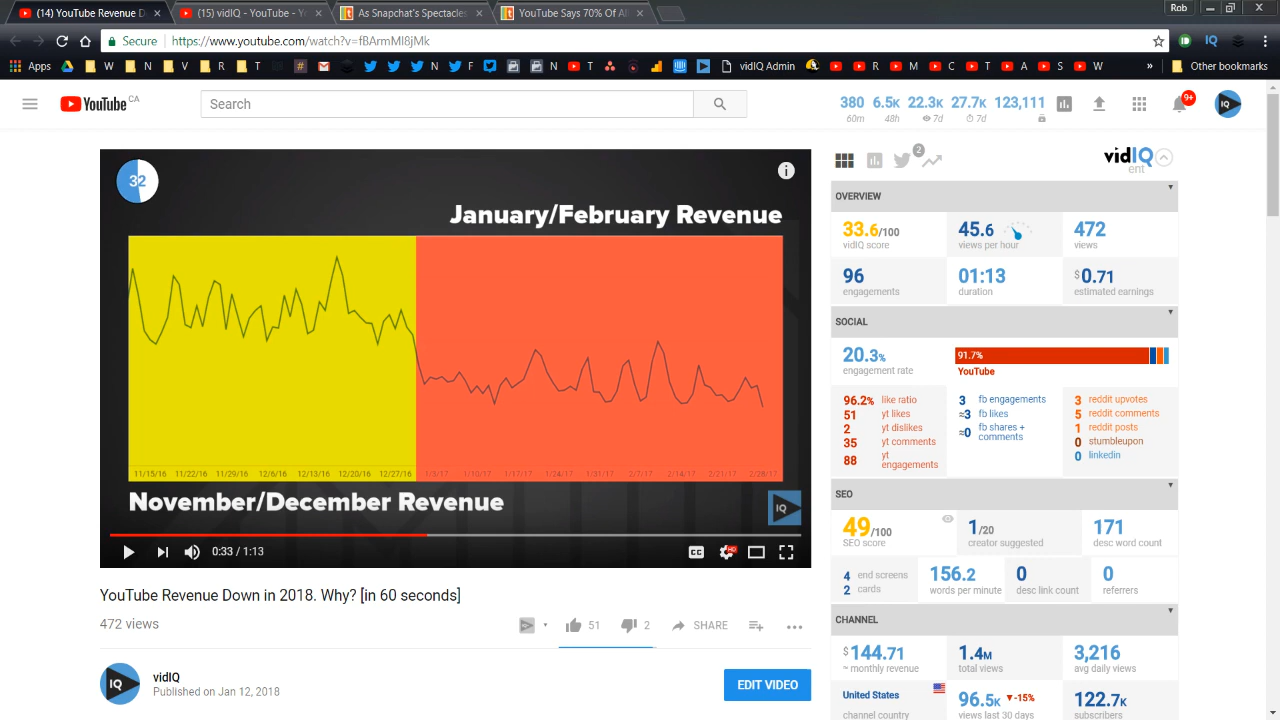 (14) YouTube Revenue D
(15) vidIQ - YouTube - Y
As Snapchat's Spectacles
YouTube Says 70% Of A
Rob
Secure
https://www.youtube.com/watch?v=fBArmMl8jMk
IQ
Apps
W
N
V
R
T
N
F
N
T
vidIQ Admin
R
M
C
T
A
S
W
»
Other bookmarks
YouTube CA
Search
380 6.5K 22.3K 27.7K 123,111
60m 48h 7d 7d
9+
IQ
32
January/February Revenue
11/15/16 11/22/16 11/29/16 12/6/16 12/13/16 12/20/16 12/27/16 1/3/17 1/10/17 1/17/17 1/24/17 1/31/17 2/7/17 2/14/17 2/21/17 2/28/17
November/December Revenue
IQ
0:33 / 1:13
CC
HD
YouTube Revenue Down in 2018. Why? [in 60 seconds]
472 views
51
2
SHARE
IQ
vidIQ
Published on Jan 12, 2018
EDIT VIDEO
2
vidIQ
ent
OVERVIEW
33.6/100 45.6 472
vidIQ score views per hour views
96 01:13 $0.71
engagements duration estimated earnings
SOCIAL
20.3%
engagement rate
91.7%
YouTube
96.2% like ratio
51 yt likes
2 yt dislikes
35 yt comments
88 yt engagements
3 fb engagements
≈3 fb likes
≈0 fb shares + comments
3 reddit upvotes
5 reddit comments
1 reddit posts
0 stumbleupon
0 linkedin
SEO
49/100 1/20 171
SEO score creator suggested desc word count
4 end screens
2 cards
156.2 0 0
words per minute desc link count referrers
CHANNEL
$144.71 1.4M 3,216
≈ monthly revenue total views avg daily views
United States 96.5K ▼-15% 122.7K
channel country views last 30 days subscribers